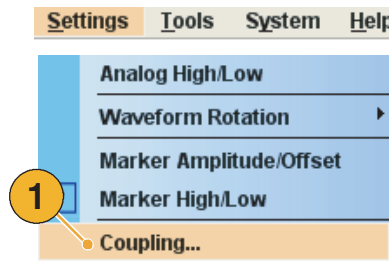 Settings Tools System Help
Analog High/Low
Waveform Rotation
Marker Amplitude/Offset
1 Marker High/Low
Coupling...